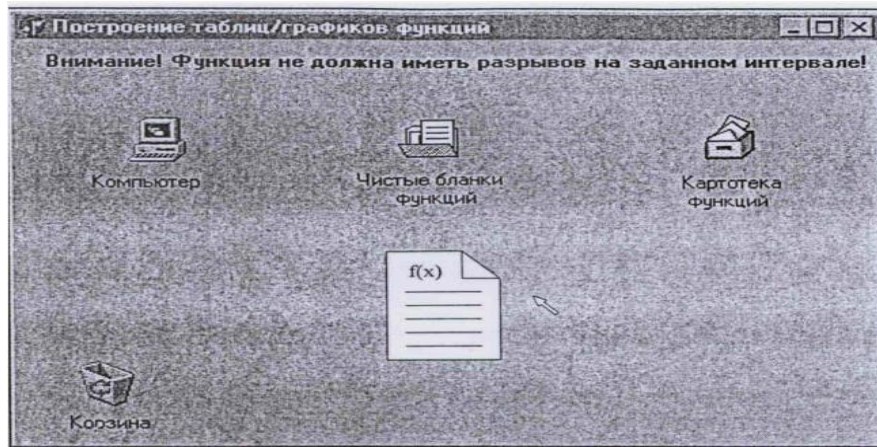 Построение таблиц/графиков функций
Внимание! Функция не должна иметь разрывов на заданном интервале!
Компьютер
Чистые бланки
функций
Картотека
функций
f(x)
Корзина